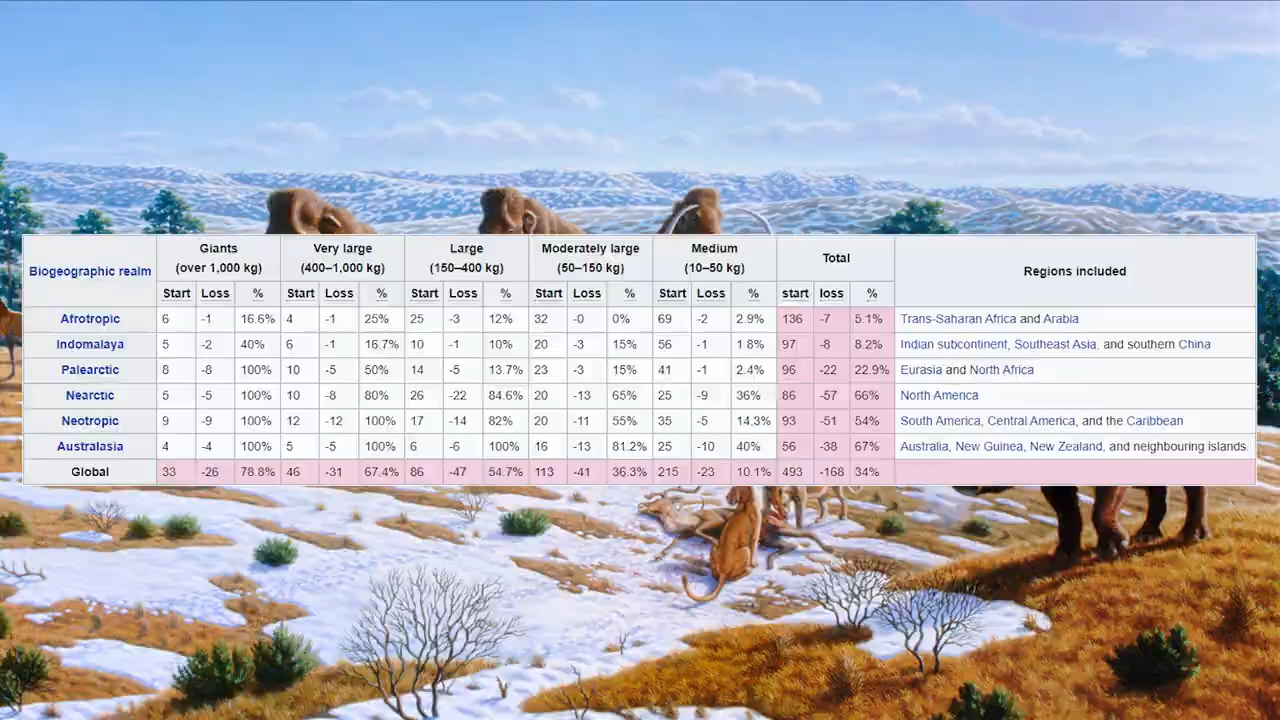 Biogeographic realm Giants (over 1,000 kg) Very large (400–1,000 kg) Large (150–400 kg) Moderately large (50–150 kg) Medium (10–50 kg) Total Regions included
Start Loss % Start Loss % Start Loss % Start Loss % Start Loss % start loss %
Afrotropic 6 -1 16.6% 4 -1 25% 25 -3 12% 32 -0 0% 69 -2 2.9% 136 -7 5.1% Trans-Saharan Africa and Arabia
Indomalaya 5 -2 40% 6 -1 16.7% 10 -1 10% 20 -3 15% 56 -1 1.8% 97 -8 8.2% Indian subcontinent, Southeast Asia, and southern China
Palearctic 8 -8 100% 10 -5 50% 14 -5 13.7% 23 -3 15% 41 -1 2.4% 96 -22 22.9% Eurasia and North Africa
Nearctic 5 -5 100% 10 -8 80% 26 -22 84.6% 20 -13 65% 25 -9 36% 86 -57 66% North America
Neotropic 9 -9 100% 12 -12 100% 17 -14 82% 20 -11 55% 35 -5 14.3% 93 -51 54% South America, Central America, and the Caribbean
Australasia 4 -4 100% 5 -5 100% 6 -6 100% 16 -13 81.2% 25 -10 40% 56 -38 67% Australia, New Guinea, New Zealand, and neighbouring islands.
Global 33 -26 78.8% 46 -31 67.4% 86 -47 54.7% 113 -41 36.3% 215 -23 10.1% 493 -168 34%